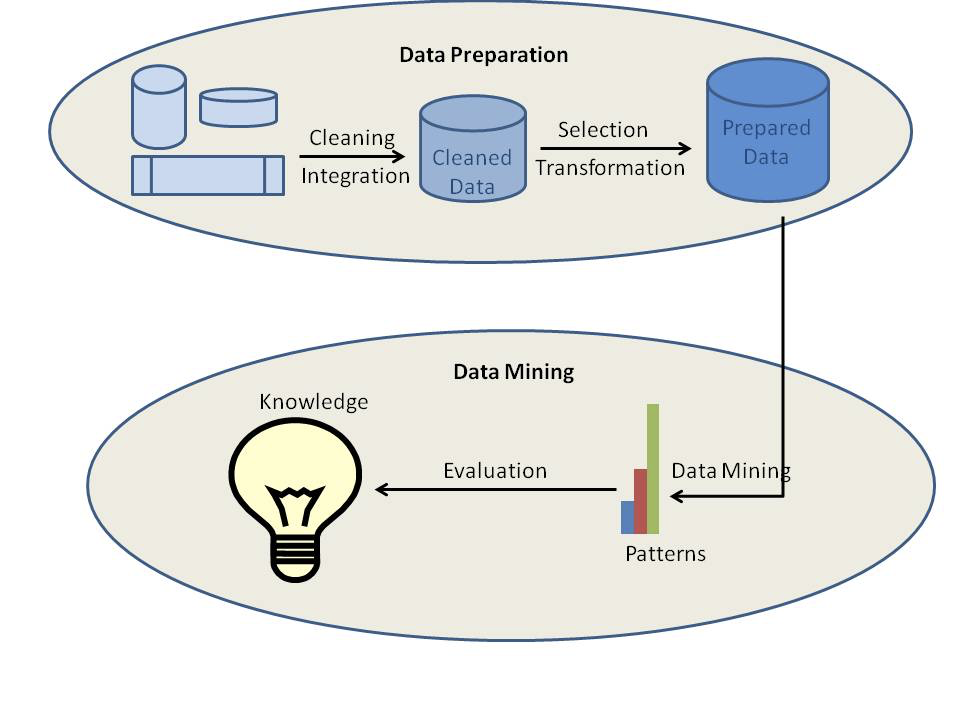 Data Preparation
Cleaning
Integration
Cleaned
Data
Selection
Transformation
Prepared
Data
Data Mining
Knowledge
Evaluation
Data Mining
Patterns